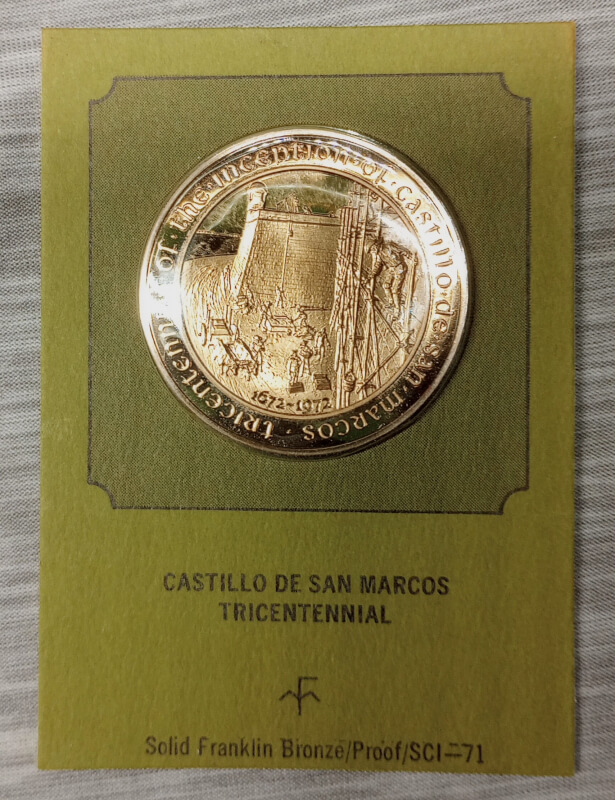 tricentennial of the inception of castillo de san marcos
1672-1972
CASTILLO DE SAN MARCOS
TRICENTENNIAL
Solid Franklin Bronze/Proof/SCI—71